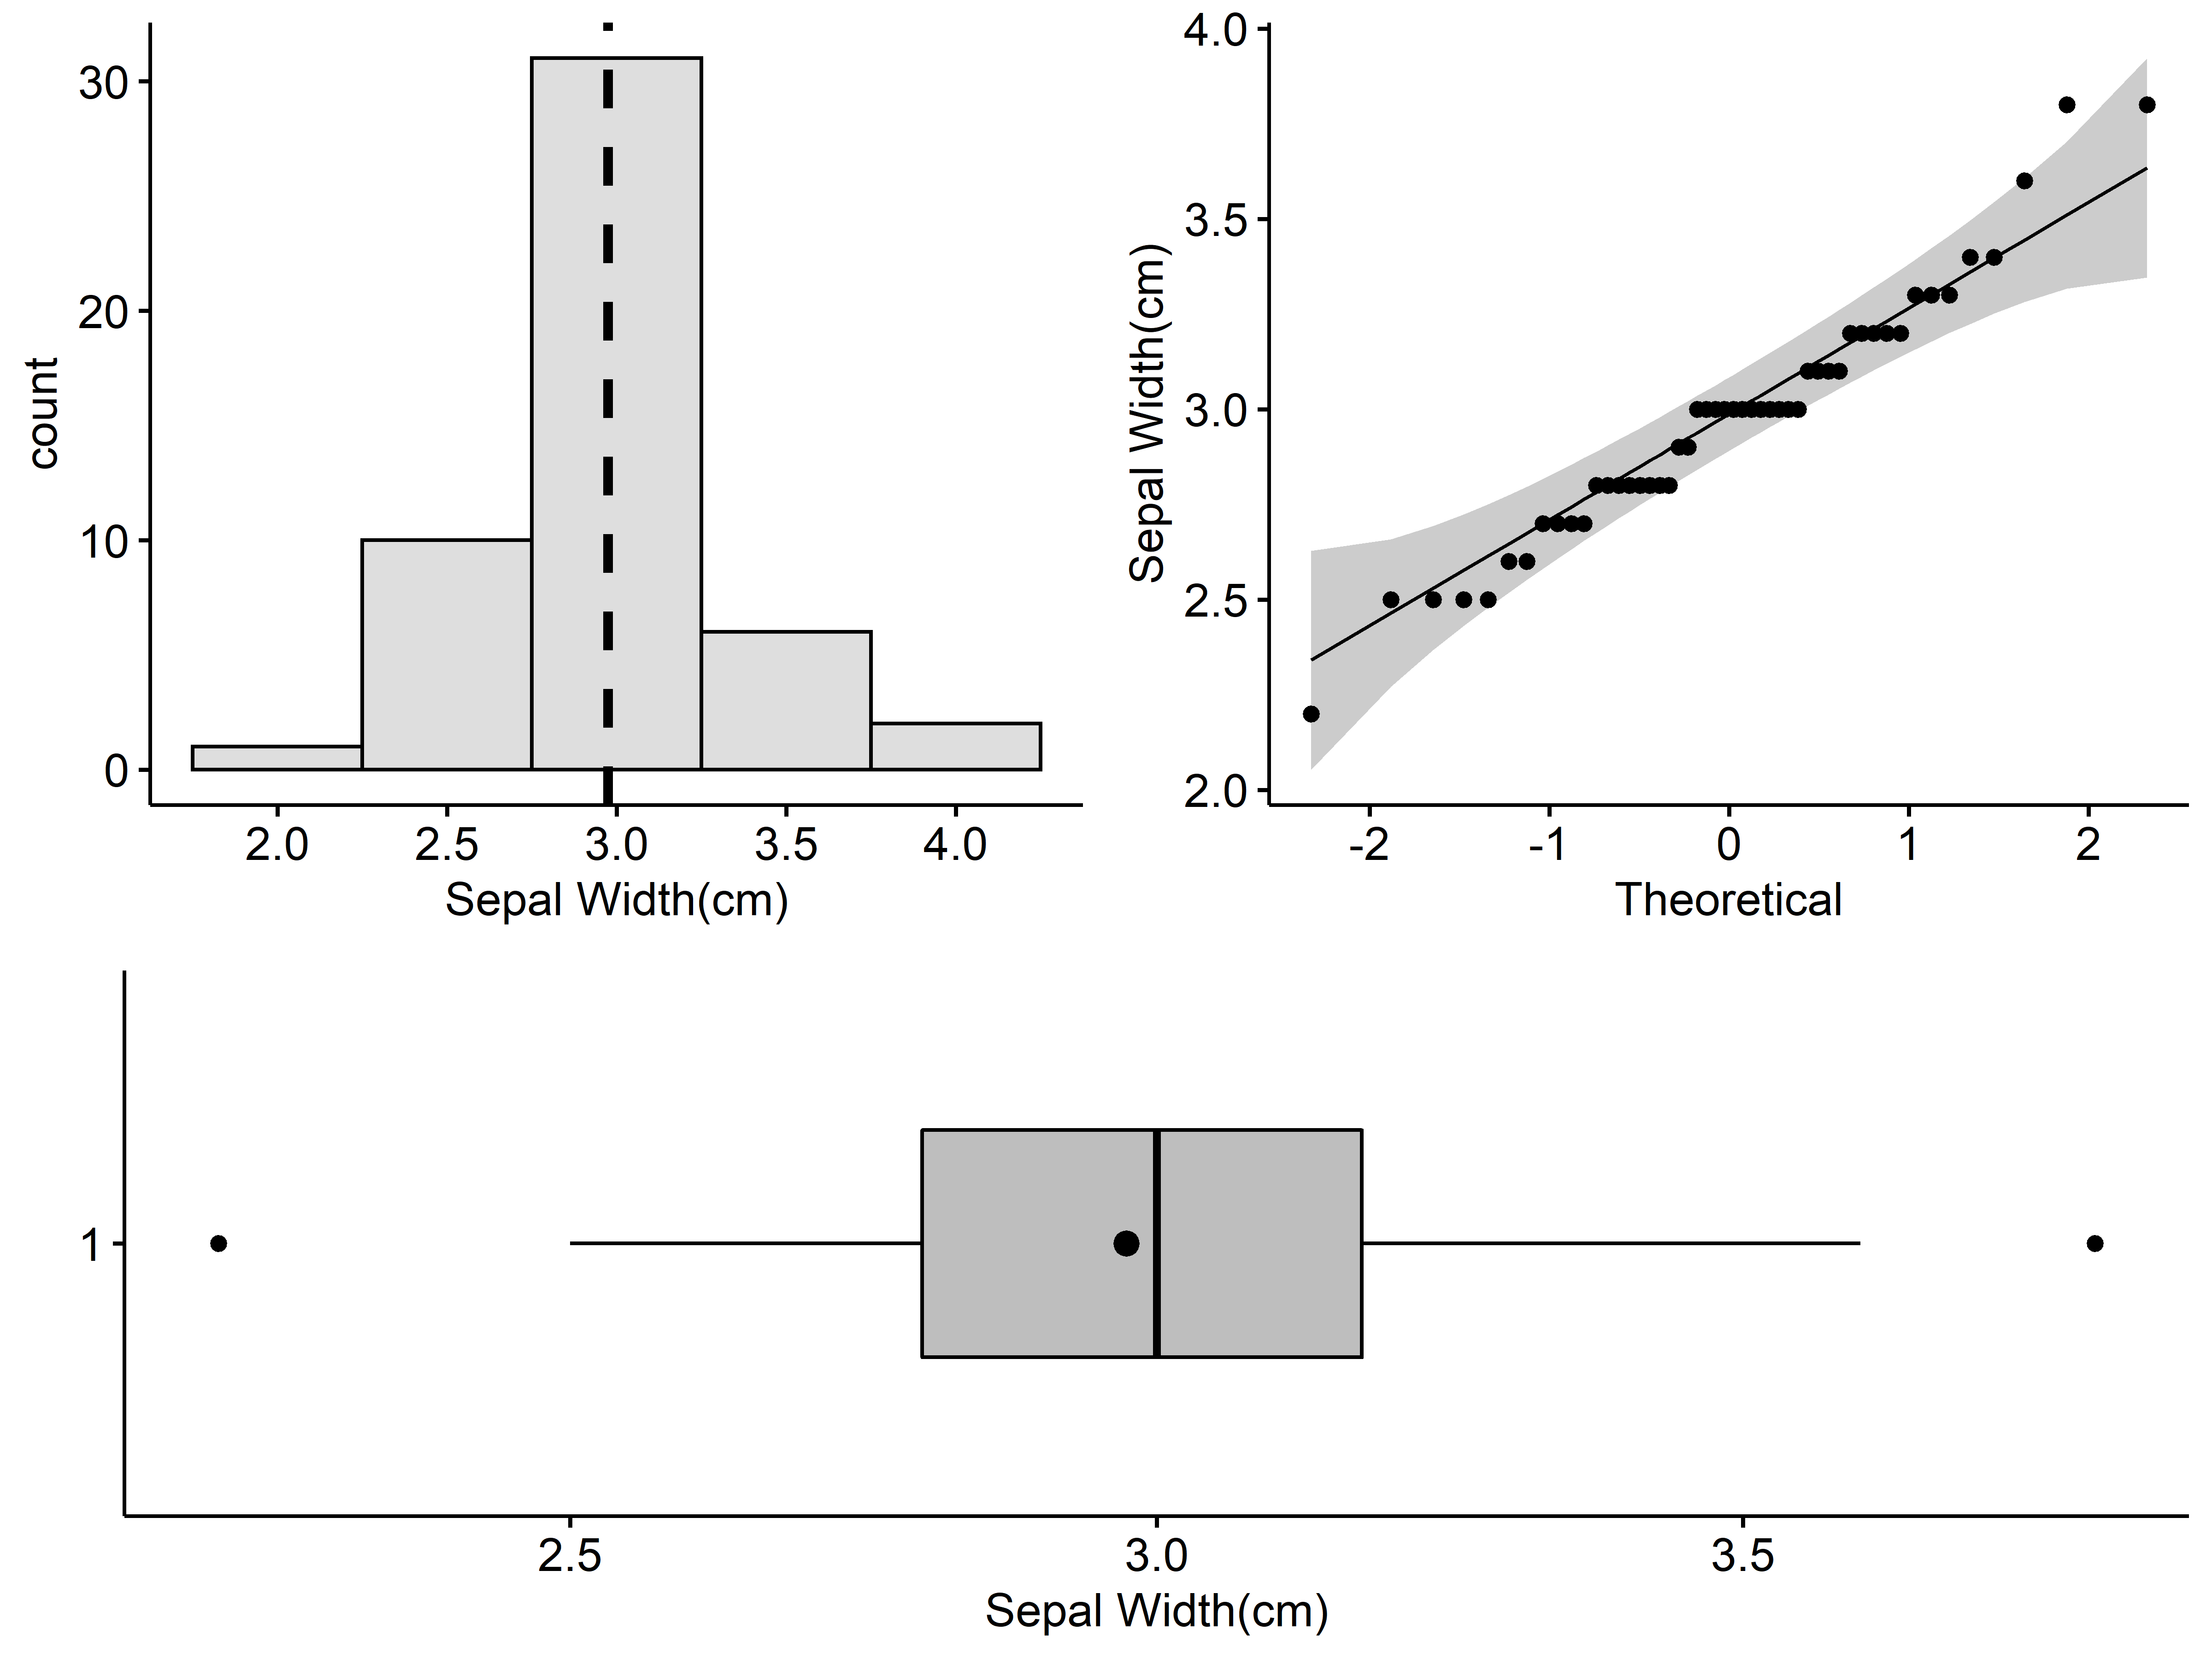 30
20
10
0
count
2.0 2.5 3.0 3.5 4.0
Sepal Width(cm)
4.0
3.5
3.0
2.5
2.0
Sepal Width(cm)
-2 -1 0 1 2
Theoretical
1
2.5 3.0 3.5
Sepal Width(cm)